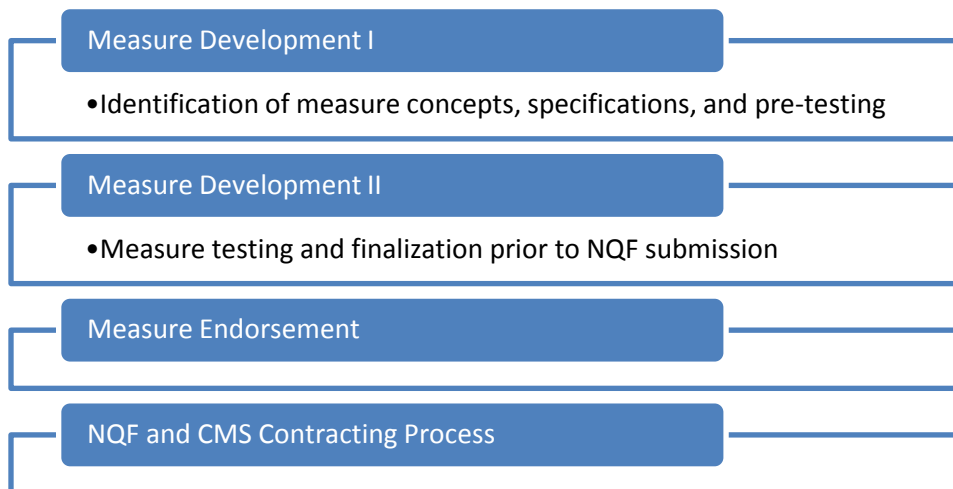 Measure Development I
•Identification of measure concepts, specifications, and pre-testing
Measure Development II
•Measure testing and finalization prior to NQF submission
Measure Endorsement
NQF and CMS Contracting Process